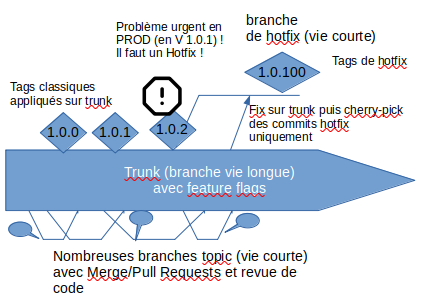 Problème urgent en
PROD (en V 1.0.1) !
Il faut un Hotfix !
branche
de hotfix (vie courte)
Tags de hotfix
1.0.100
Tags classiques
appliqués sur trunk
1.0.0
1.0.1
1.0.2
Fix sur trunk puis cherry-pick
des commits hotfix
uniquement
Trunk (branche vie longue)
avec feature flags
Nombreuses branches topic (vie courte)
avec Merge/Pull Requests et revue de
code